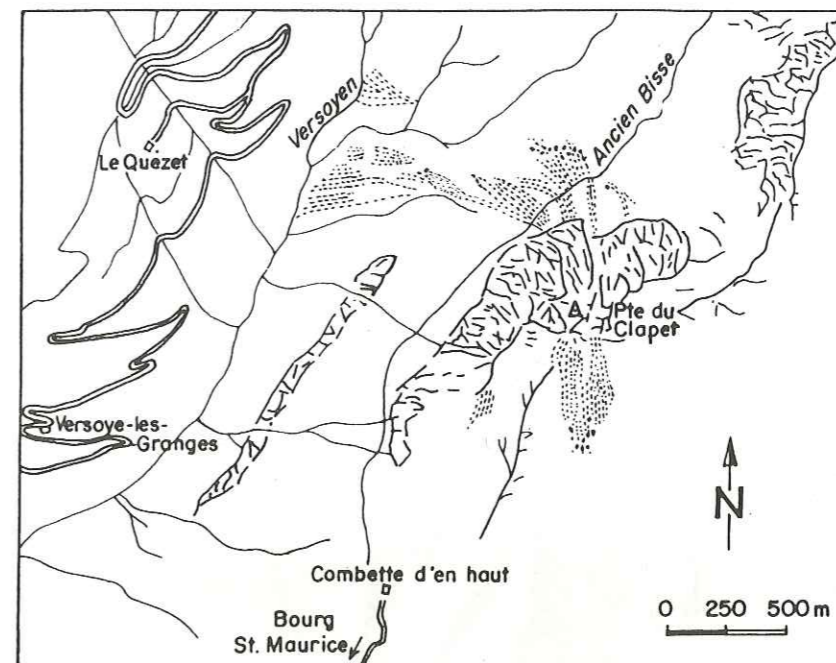 Versoyen
Ancien Bisse
Le Quezet
A
Pte du
Clapet
Versoye-les-
Granges
N
Combette d'en haut
Bourg
St. Maurice
0 250 500 m